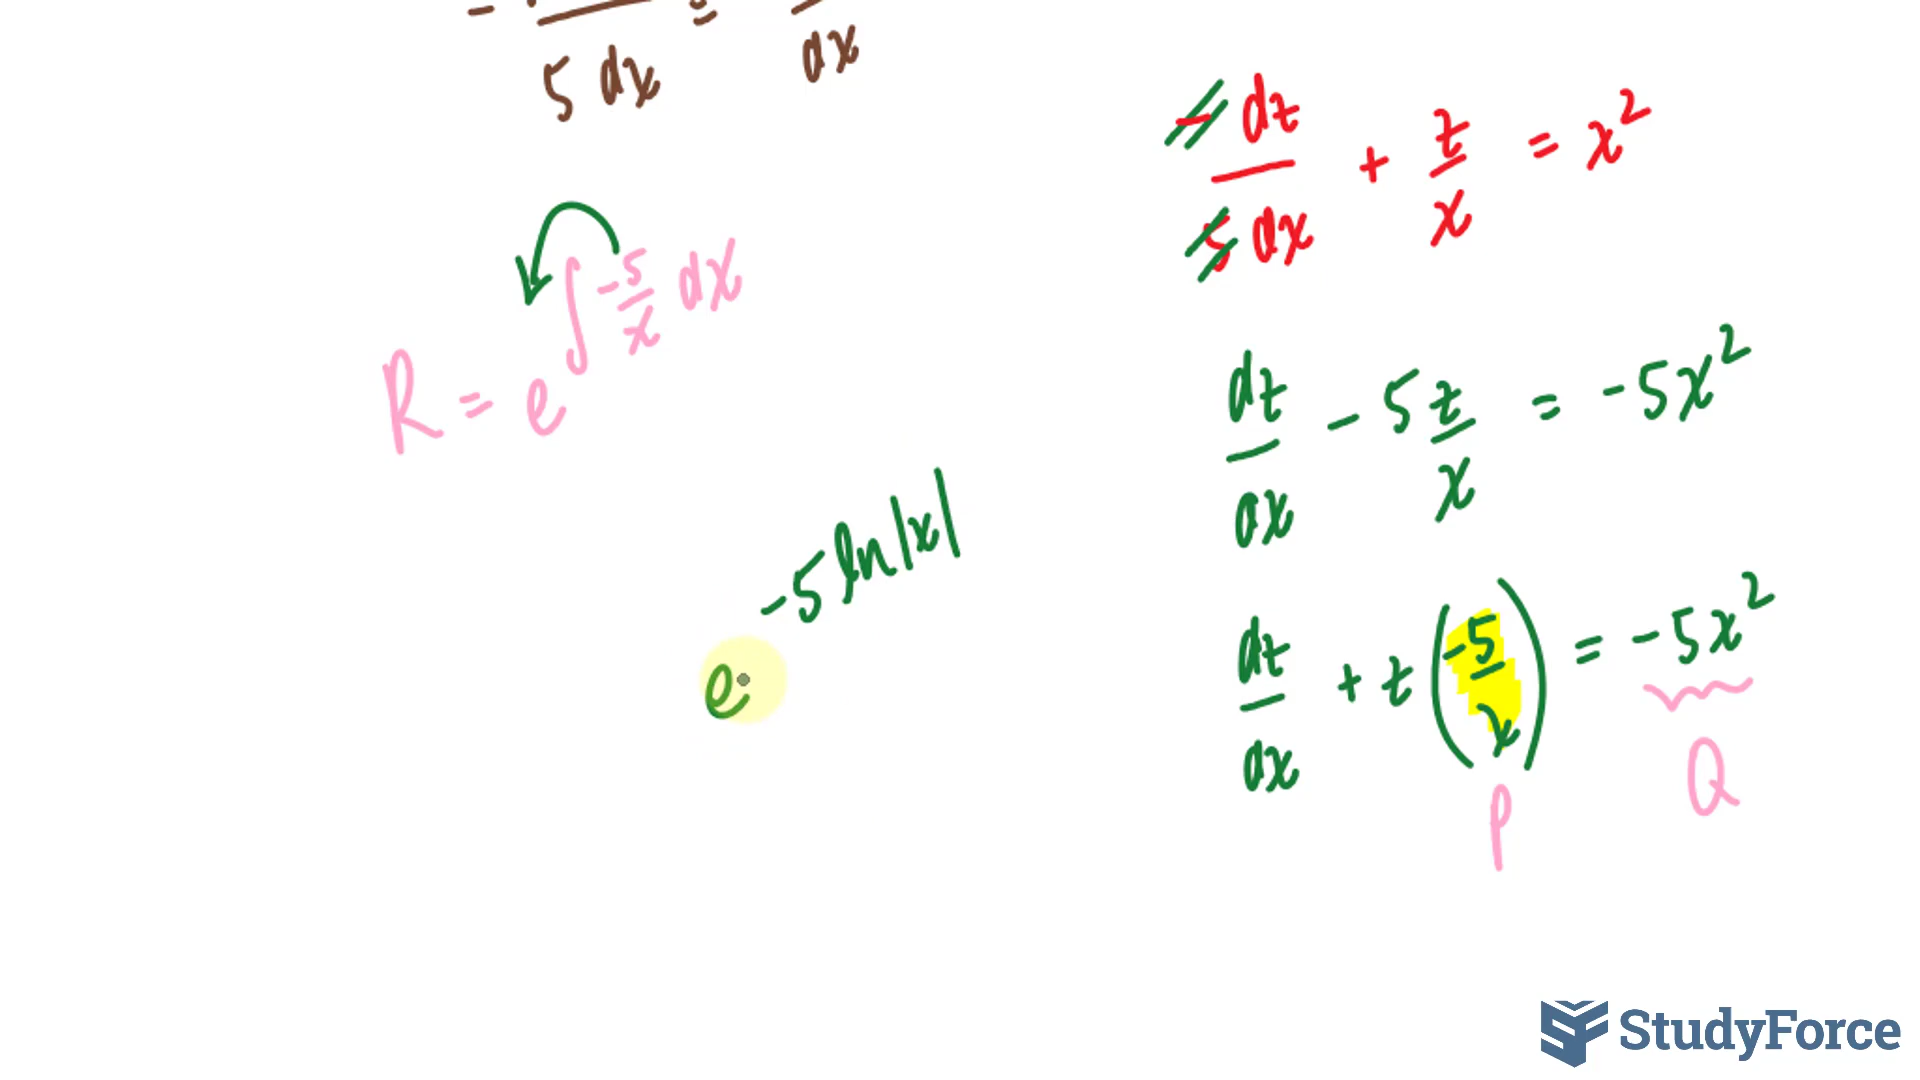 - / 5 dx = / dx
- dz / 5 dx + z/x = x²
R = e^∫ -5/x dx
dz/dx - 5 z/x = -5x²
e^-5 ln|x|
dz/dx + z(-5/x) = -5x²
P
Q
StudyForce